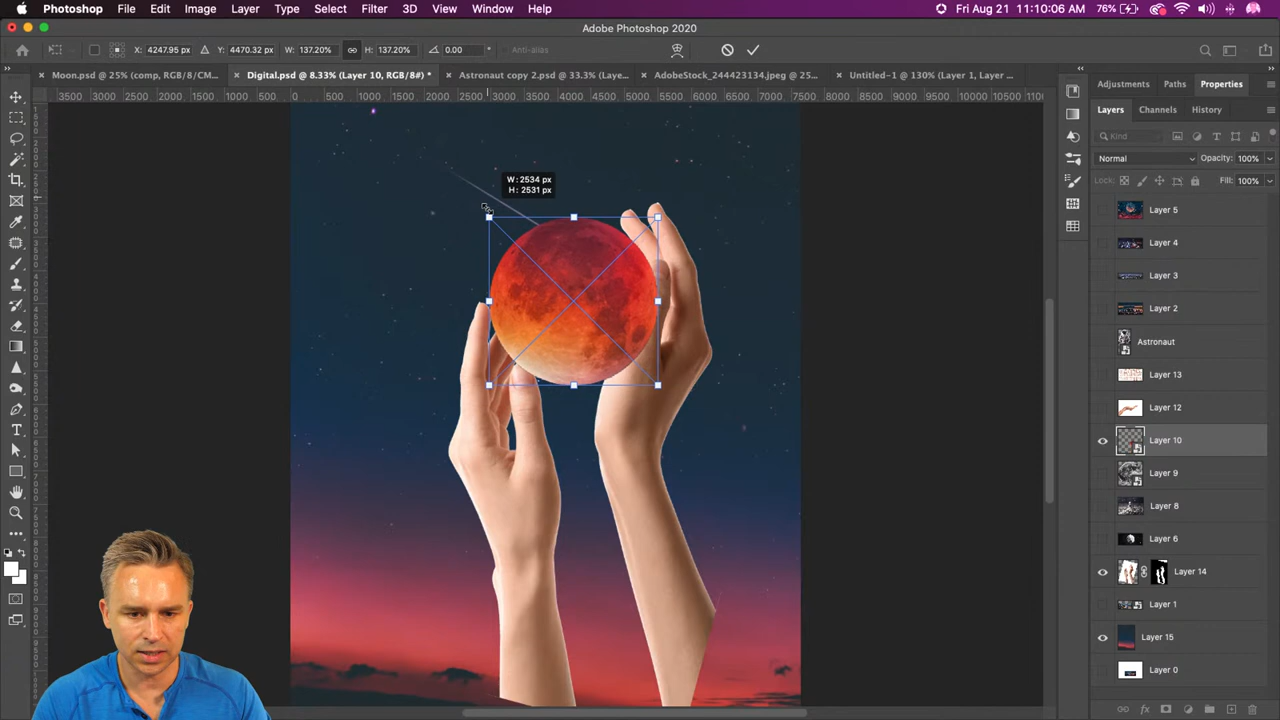 Photoshop File Edit Image Layer Type Select Filter 3D View Window Help Fri Aug 21 11:10:06 AM 76%
Adobe Photoshop 2020
X: 4247.95 px Y: 4470.32 px W: 137.20% H: 137.20% 0.00 ° Anti-alias
Moon.psd @ 25% (comp, RGB/8/CM... Digital.psd @ 8.33% (Layer 10, RGB/8#) * Astronaut copy 2.psd @ 33.3% (Laye... AdobeStock_244423134.jpeg @ 25... Untitled-1 @ 130% (Layer 1, Layer ...
3500 3000 2500 2000 1500 1000 500 0 500 1000 1500 2000 2500 3000 3500 4000 4500 5000 5500 6000 6500 7000 7500 8000 8500 9000 9500 10000 10500
W: 2534 px
H: 2531 px
Adjustments Paths Properties
Layers Channels History
Kind
Normal Opacity: 100%
Lock: Fill: 100%
Layer 5
Layer 4
Layer 3
Layer 2
Astronaut
Layer 13
Layer 12
Layer 10
Layer 9
Layer 8
Layer 6
Layer 14
Layer 1
Layer 15
Layer 0